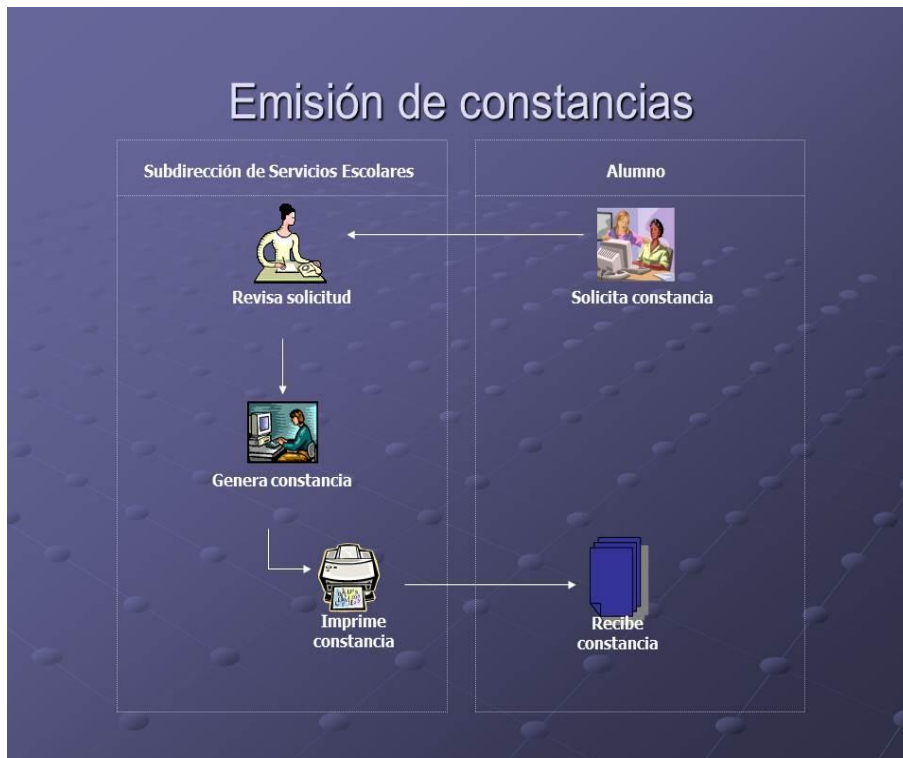 Emisión de constancias
Subdirección de Servicios Escolares
Alumno
Revisa solicitud
Solicita constancia
Genera constancia
Imprime
constancia
Recibe
constancia